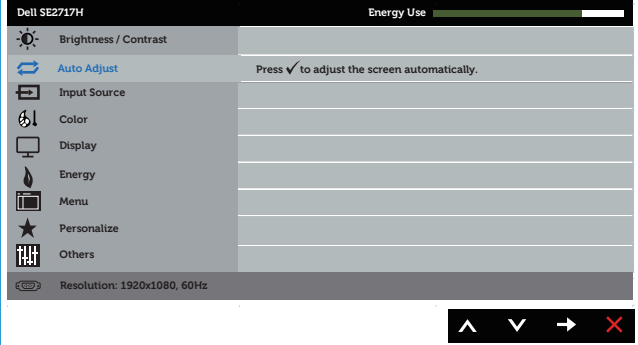 Dell SE2717H
Energy Use
Brightness / Contrast
Auto Adjust
Press ✓ to adjust the screen automatically.
Input Source
Color
Display
Energy
Menu
Personalize
Others
Resolution: 1920x1080, 60Hz